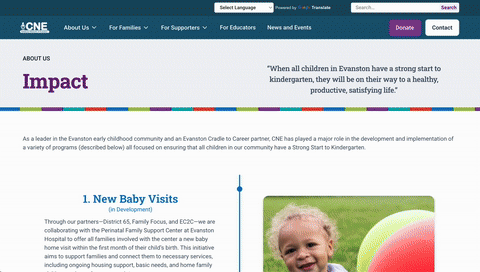 Select Language
Powered by
Translate
Search...
Search
CNE
About Us
For Families
For Supporters
For Educators
News and Events
Donate
Contact
ABOUT US
Impact
“When all children in Evanston have a strong start to
kindergarten, they will be on their way to a healthy,
productive, satisfying life.”
As a leader in the Evanston early childhood community and an Evanston Cradle to Career partner, CNE has played a major role in the development and implementation of
a variety of programs (described below) all focused on ensuring that all children in our community have a Strong Start to Kindergarten.
1. New Baby Visits
(in Development)
Through our partners—District 65, Family Focus, and EC2C—we are
collaborating with the Perinatal Family Support Center at Evanston
Hospital to offer all families involved with the center a new baby
home visit within the first month of their child's birth. This initiative
aims to support families and connect them to necessary services,
including ongoing housing support, basic needs, and home family